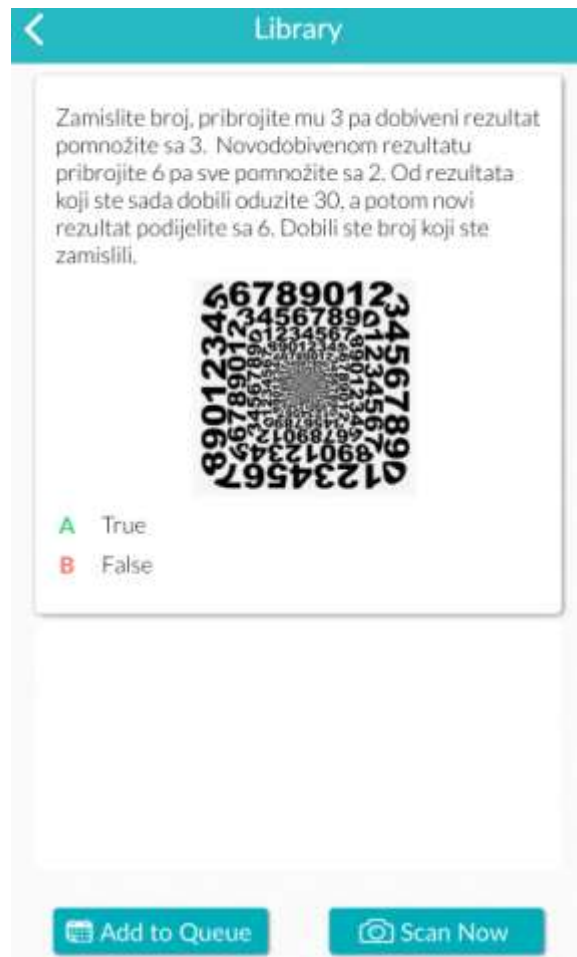 Library
Zamislite broj, pribrojite mu 3 pa dobiveni rezultat
pomnožite sa 3. Novodobivenom rezultatu
pribrojite 6 pa sve pomnožite sa 2. Od rezultata
koji ste sada dobili oduzite 30, a potom novi
rezultat podijelite sa 6. Dobili ste broj koji ste
zamislili.
A True
B False
Add to Queue
Scan Now